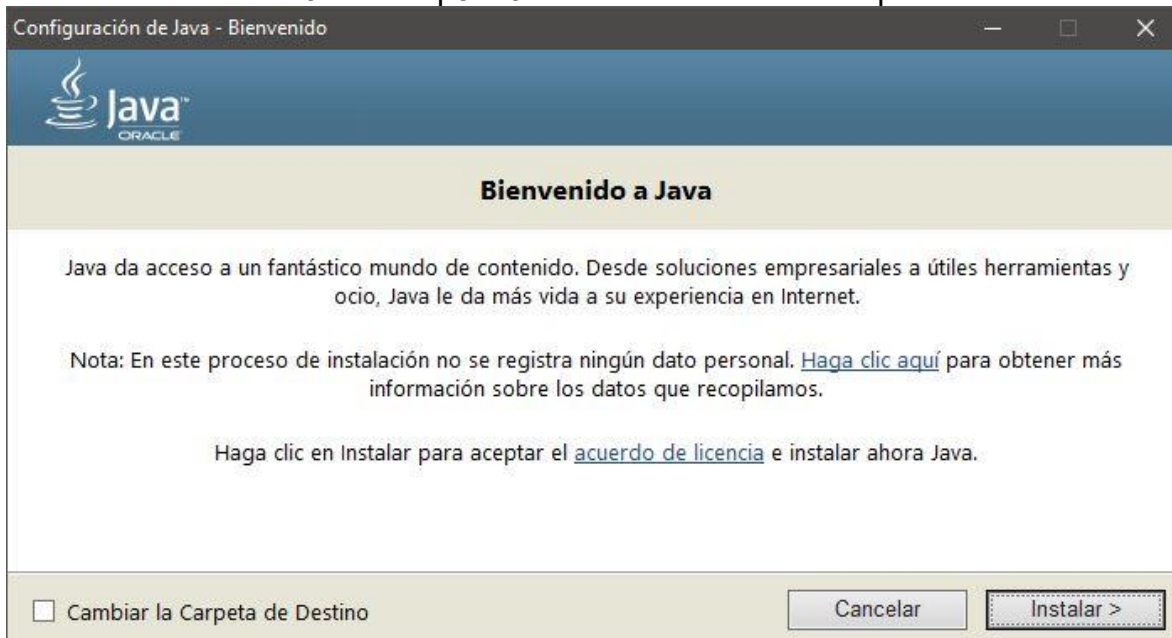 Configuración de Java - Bienvenido
Java™
ORACLE
Bienvenido a Java
Java da acceso a un fantástico mundo de contenido. Desde soluciones empresariales a útiles herramientas y
ocio, Java le da más vida a su experiencia en Internet.
Nota: En este proceso de instalación no se registra ningún dato personal. Haga clic aquí para obtener más
información sobre los datos que recopilamos.
Haga clic en Instalar para aceptar el acuerdo de licencia e instalar ahora Java.
Cambiar la Carpeta de Destino
Cancelar
Instalar >